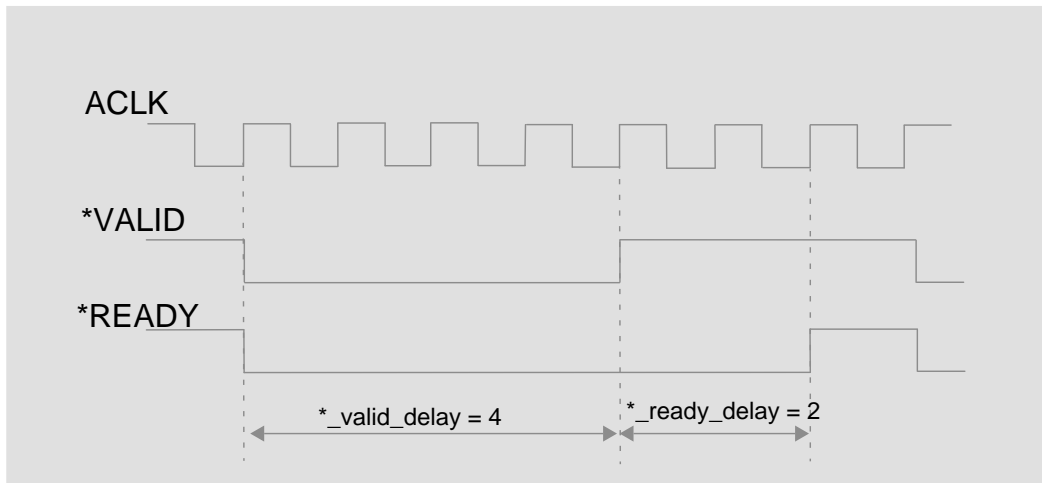 ACLK
*VALID
*READY
*_valid_delay = 4
*_ready_delay = 2